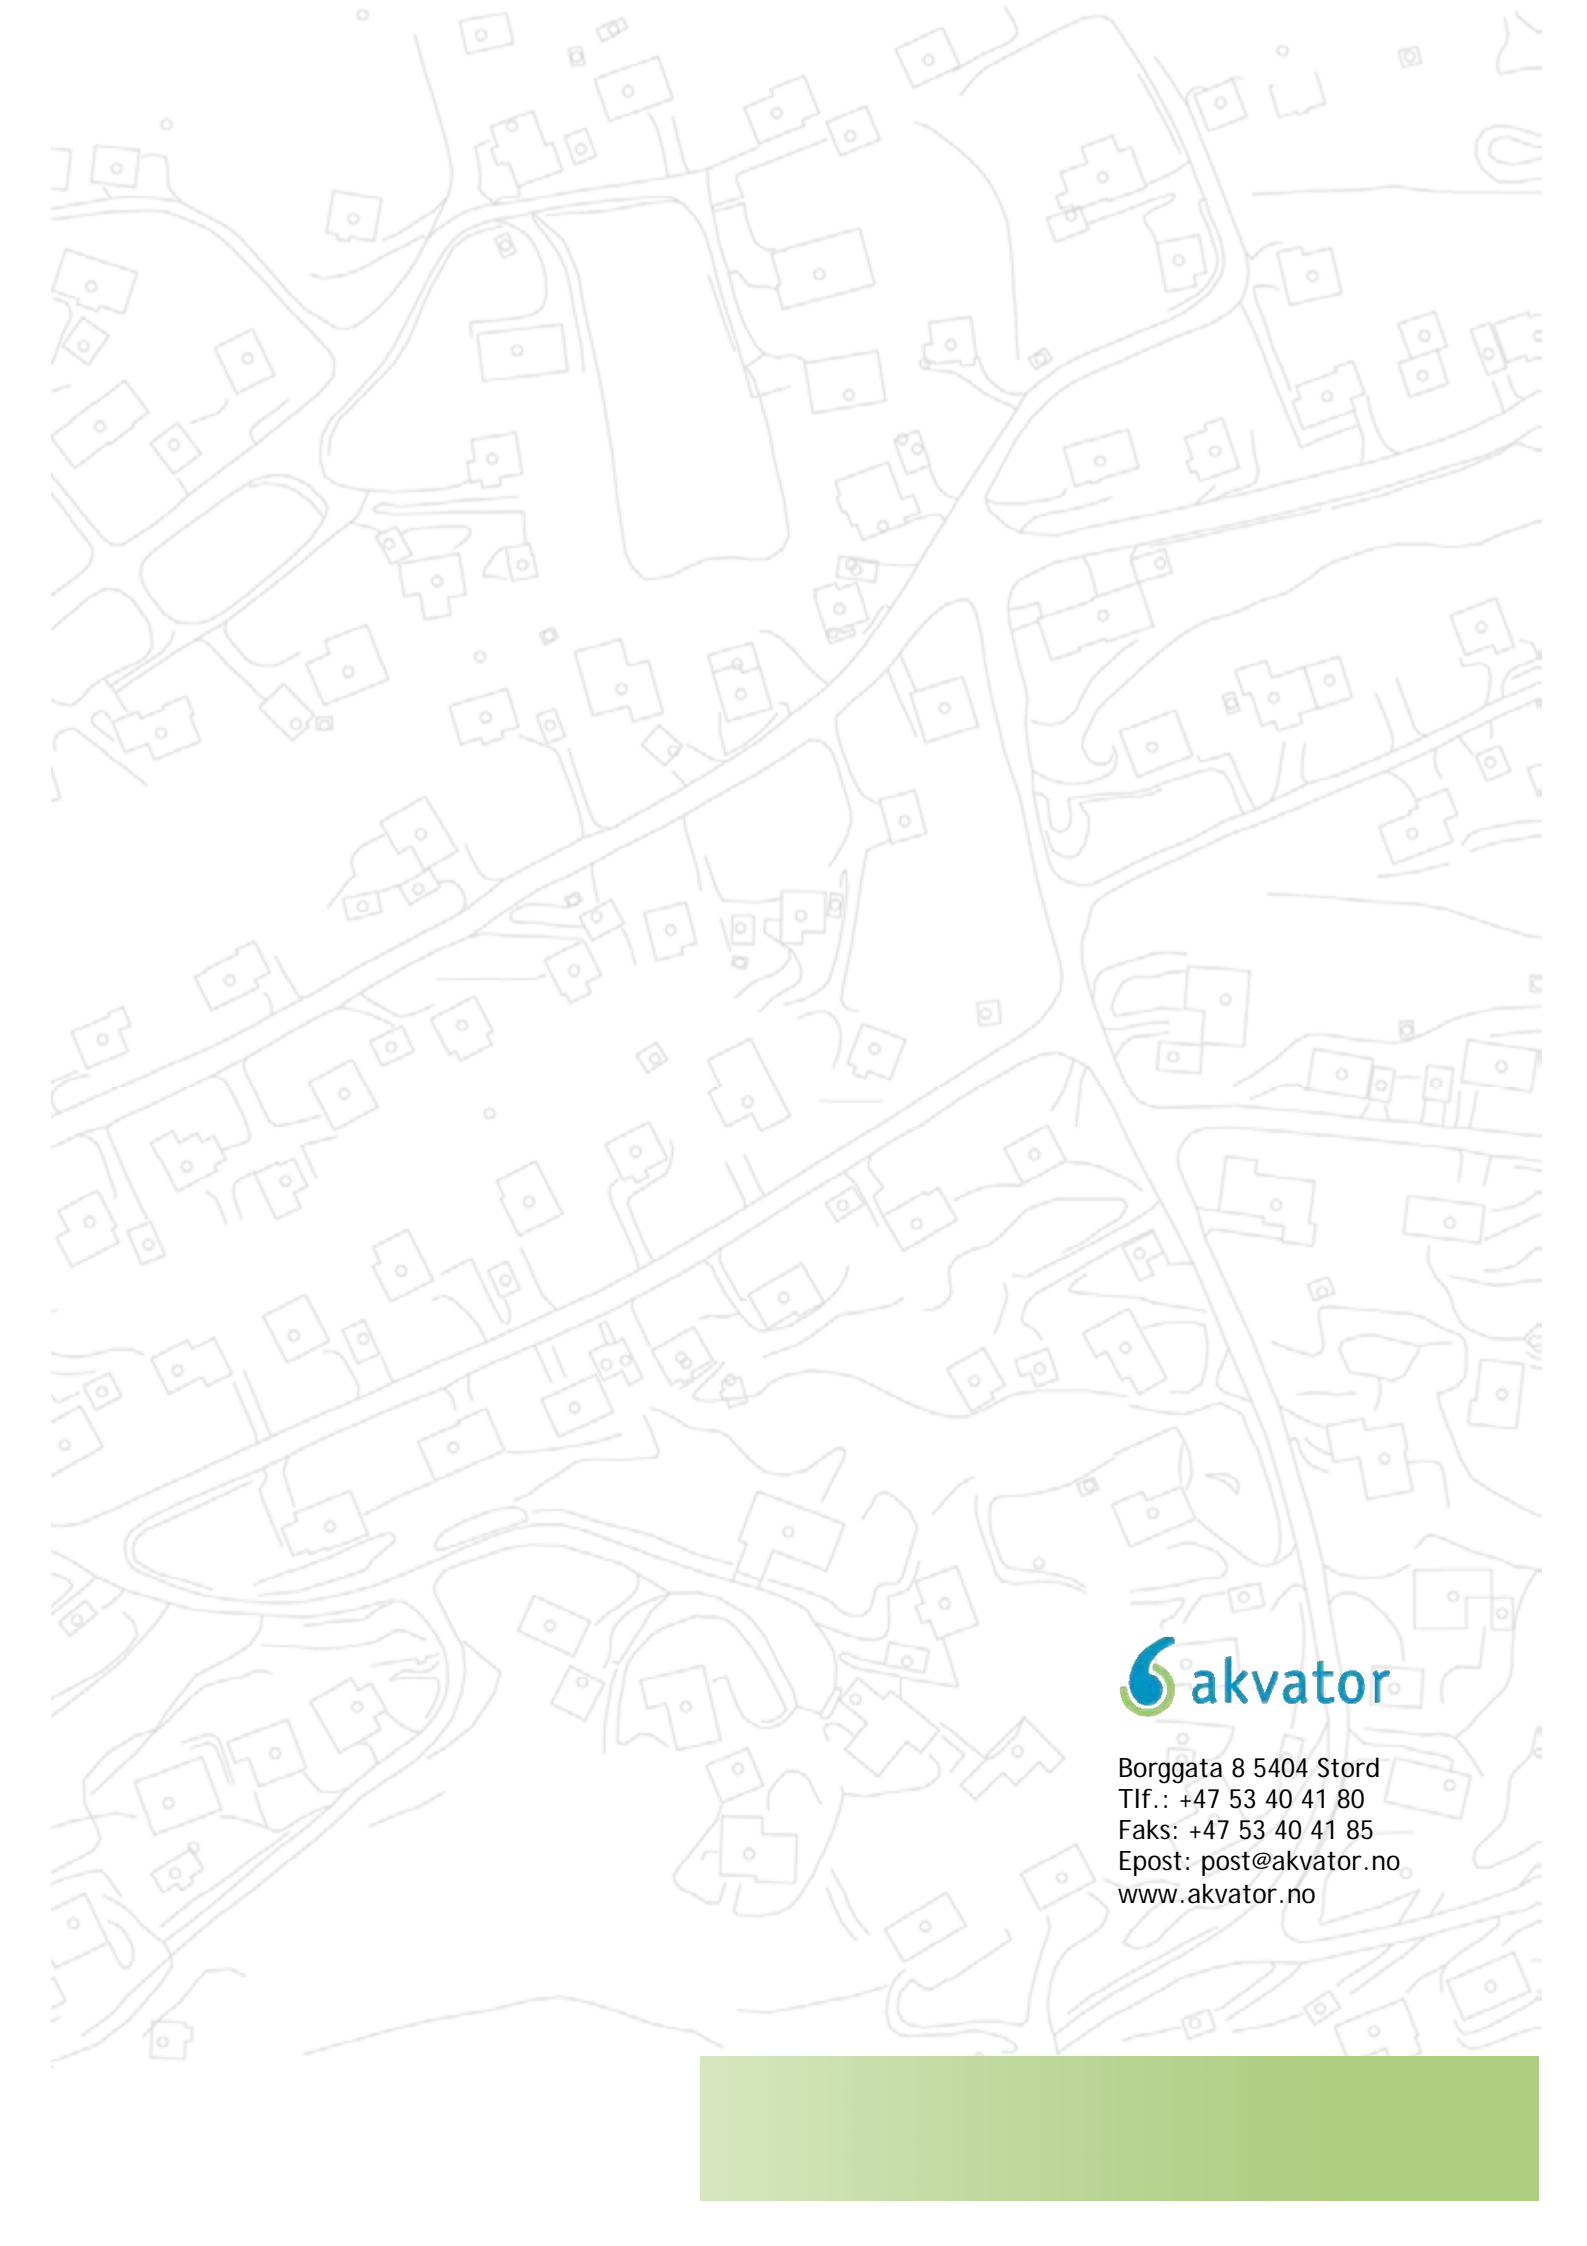 akvator
Borggata 8 5404 Stord
Tlf.: +47 53 40 41 80
Faks: +47 53 40 41 85
Epost: post@akvator.no
www.akvator.no